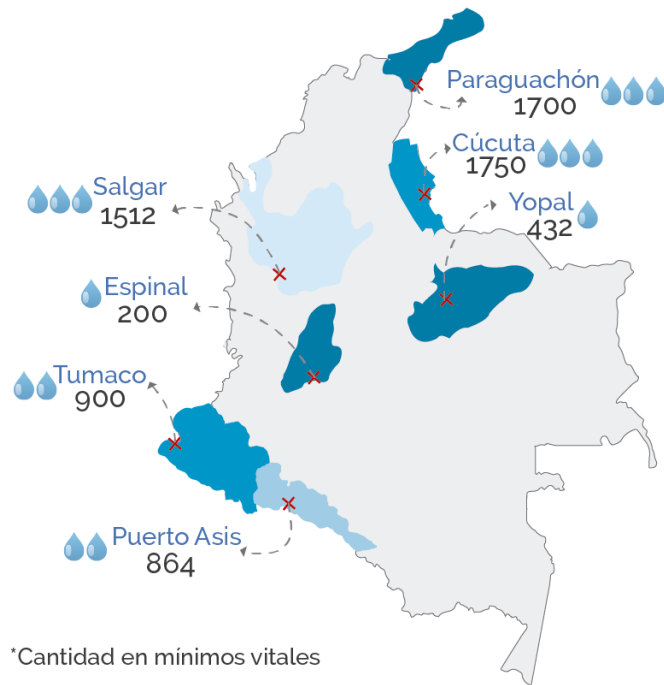 Paraguachón
1700
Cúcuta
1750
Salgar
1512
Yopal
432
Espinal
200
Tumaco
900
Puerto Asis
864
*Cantidad en mínimos vitales